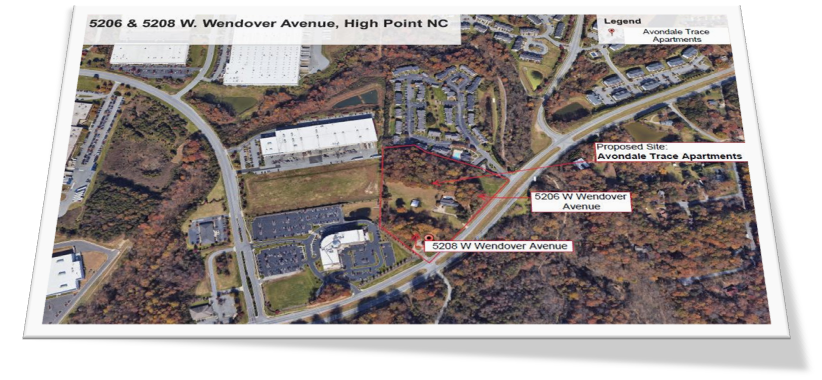 5206 & 5208 W. Wendover Avenue, High Point NC
Legend
Avondale Trace
Apartments
Proposed Site:
Avondale Trace Apartments
5206 W Wendover
Avenue
5208 W Wendover Avenue